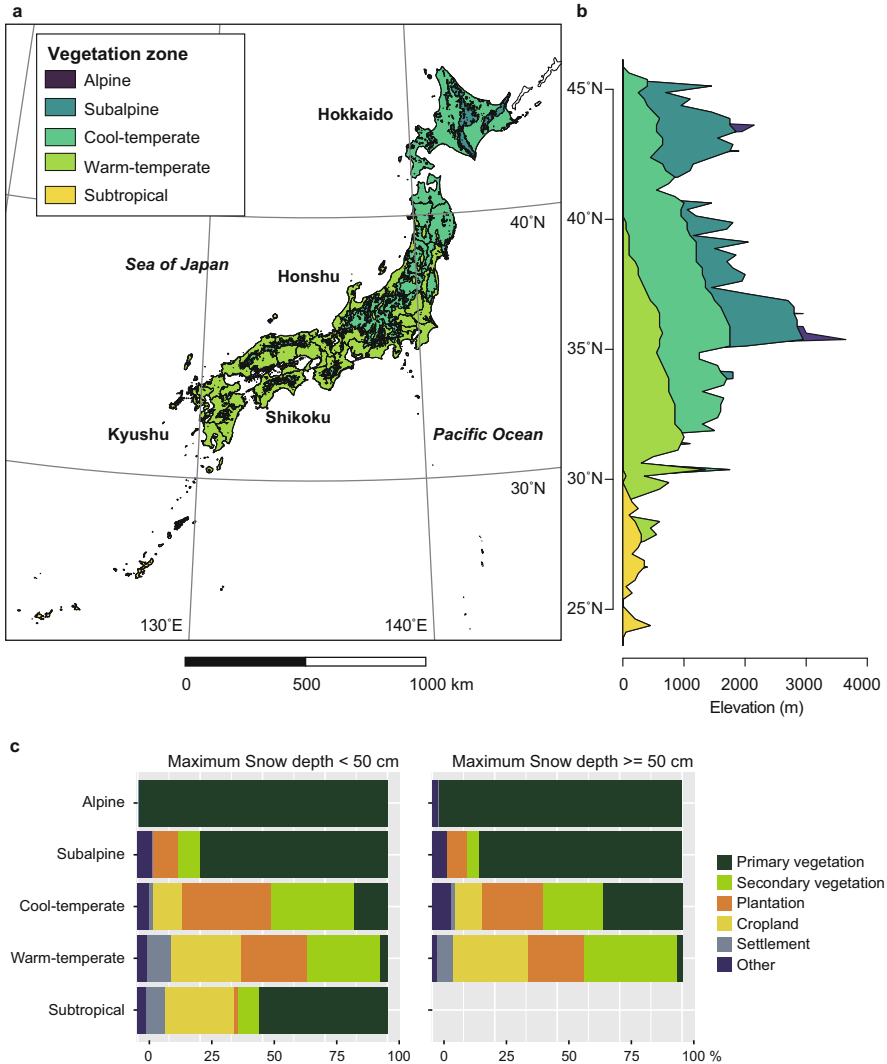 a
Vegetation zone
Alpine
Subalpine
Cool-temperate
Warm-temperate
Subtropical
Hokkaido
40°N
Sea of Japan
Honshu
Shikoku
Kyushu
Pacific Ocean
30°N
130°E
140°E
0
500
1000 km
b
45°N
40°N
35°N
30°N
25°N
0
1000
2000
3000
4000
Elevation (m)
c
Maximum Snow depth < 50 cm
Maximum Snow depth >= 50 cm
Alpine
Subalpine
Cool-temperate
Warm-temperate
Subtropical
0
25
50
75
100
0
25
50
75
100 %
Primary vegetation
Secondary vegetation
Plantation
Cropland
Settlement
Other